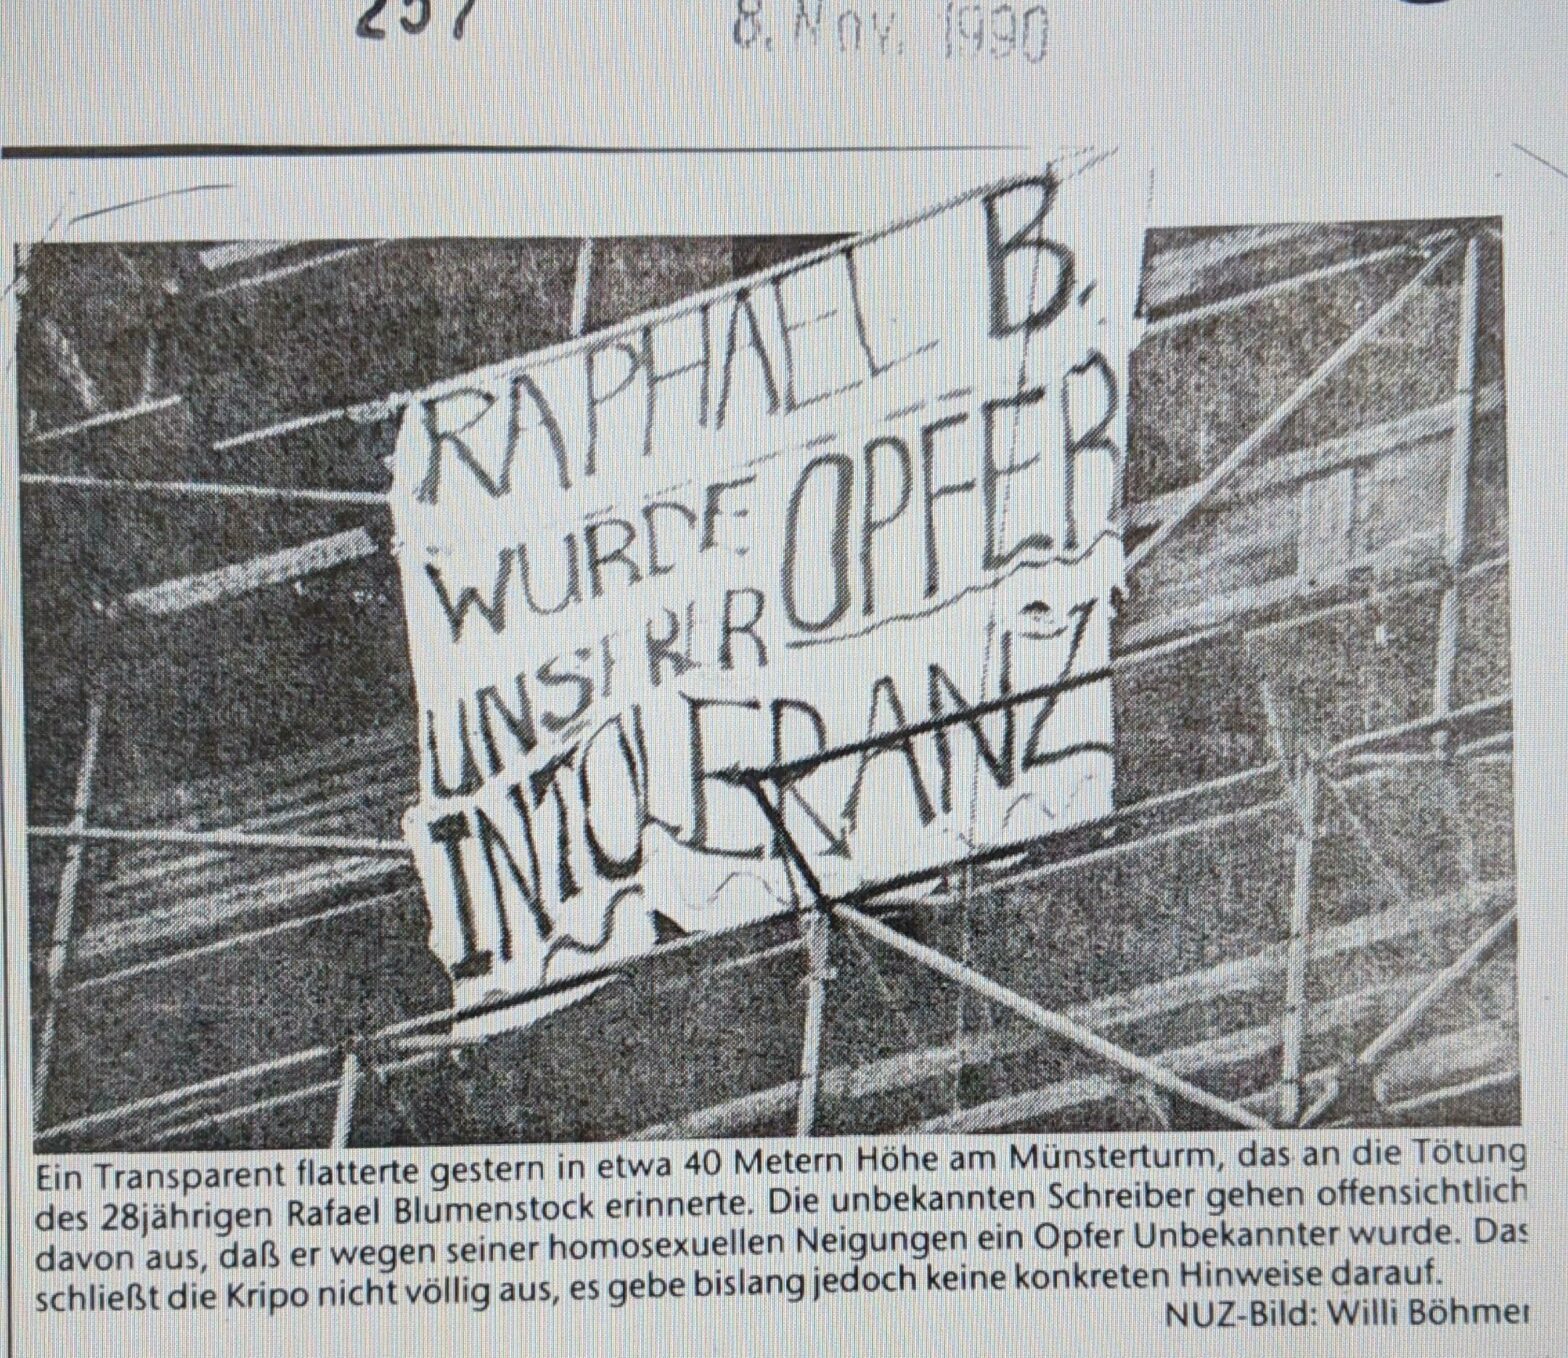 257
8. Nov. 1990
RAPHAEL B.
WURDE OPFER
UNSERER
INTOLERANZ
Ein Transparent flatterte gestern in etwa 40 Metern Höhe am Münsterturm, das an die Tötung
des 28jährigen Rafael Blumenstock erinnerte. Die unbekannten Schreiber gehen offensichtlich
davon aus, daß er wegen seiner homosexuellen Neigungen ein Opfer Unbekannter wurde. Das
schließt die Kripo nicht völlig aus, es gebe bislang jedoch keine konkreten Hinweise darauf.
NUZ-Bild: Willi Böhmer